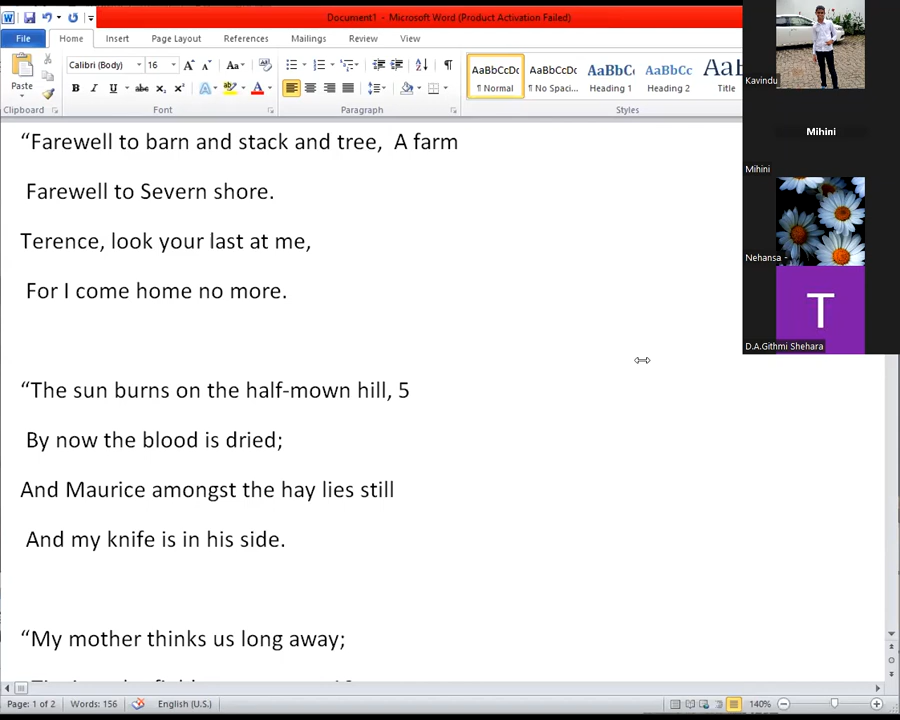 Document1 - Microsoft Word (Product Activation Failed)
File Home Insert Page Layout References Mailings Review View
Paste
Calibri (Body) 16
AaBbCcDc AaBbCcDc AaBbC( AaBbCc AaB
¶ Normal ¶ No Spaci... Heading 1 Heading 2 Title
Clipboard Font Paragraph Styles
Kavindu
Mihini
Mihini
Nehansa -
T
D.A.Githmi Shehara
“Farewell to barn and stack and tree,  A farm
Farewell to Severn shore.
Terence, look your last at me,
For I come home no more.
“The sun burns on the half-mown hill, 5
By now the blood is dried;
And Maurice amongst the hay lies still
And my knife is in his side.
“My mother thinks us long away;
Page: 1 of 2 Words: 156 English (U.S.) 140%